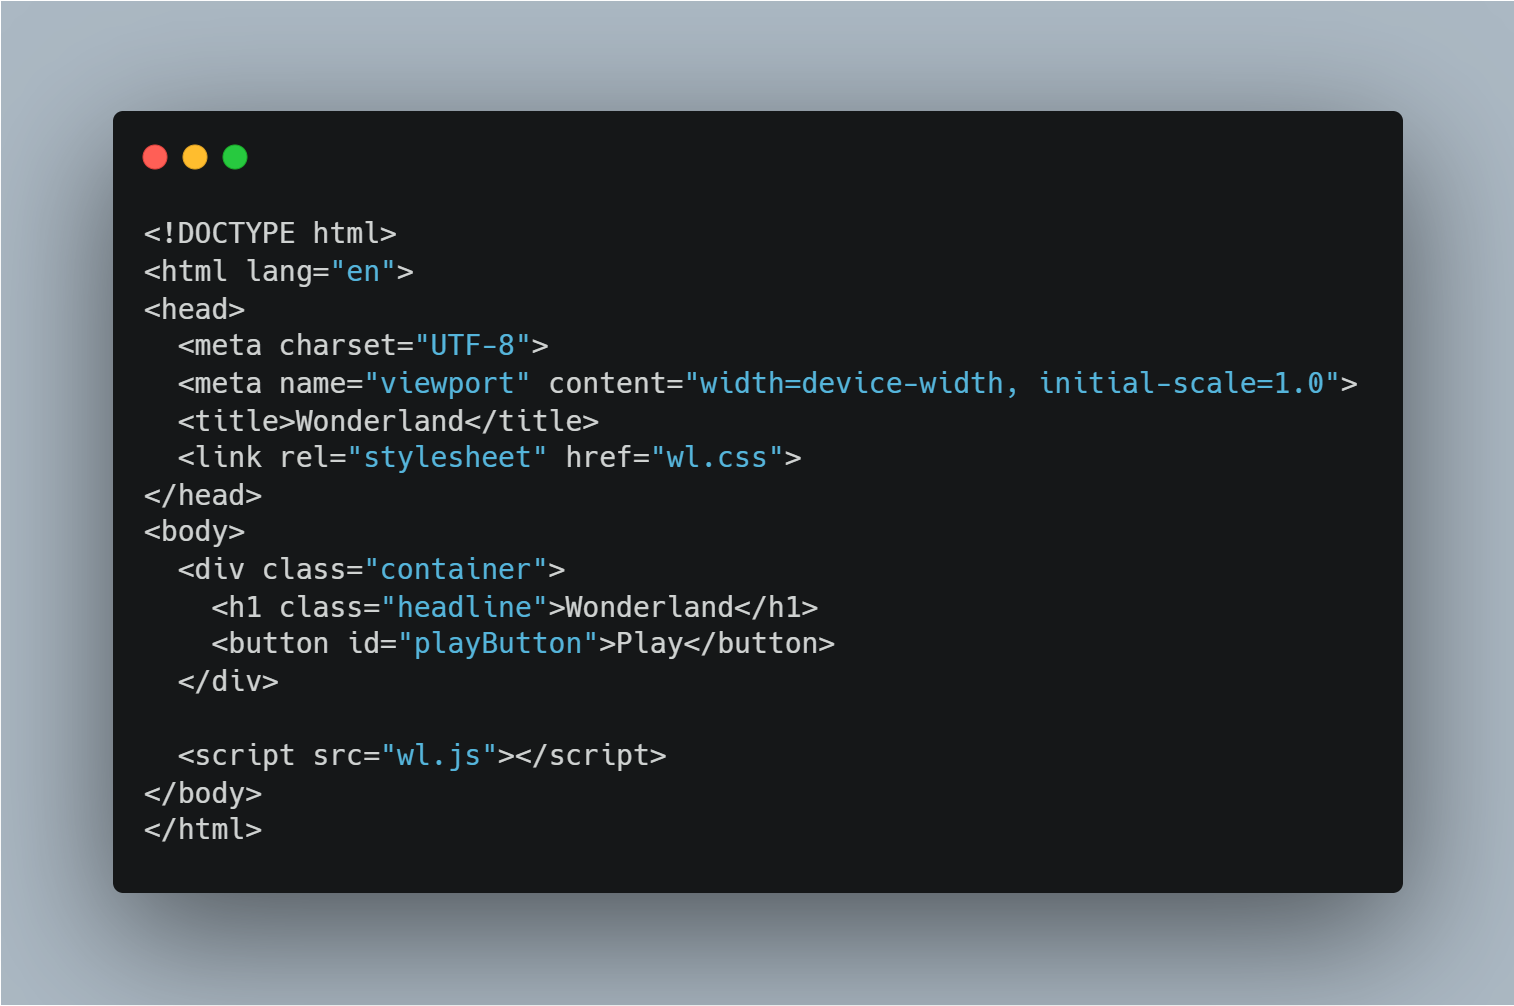 <!DOCTYPE html>
<html lang="en">
<head>
  <meta charset="UTF-8">
  <meta name="viewport" content="width=device-width, initial-scale=1.0">
  <title>Wonderland</title>
  <link rel="stylesheet" href="wl.css">
</head>
<body>
  <div class="container">
    <h1 class="headline">Wonderland</h1>
    <button id="playButton">Play</button>
  </div>

  <script src="wl.js"></script>
</body>
</html>